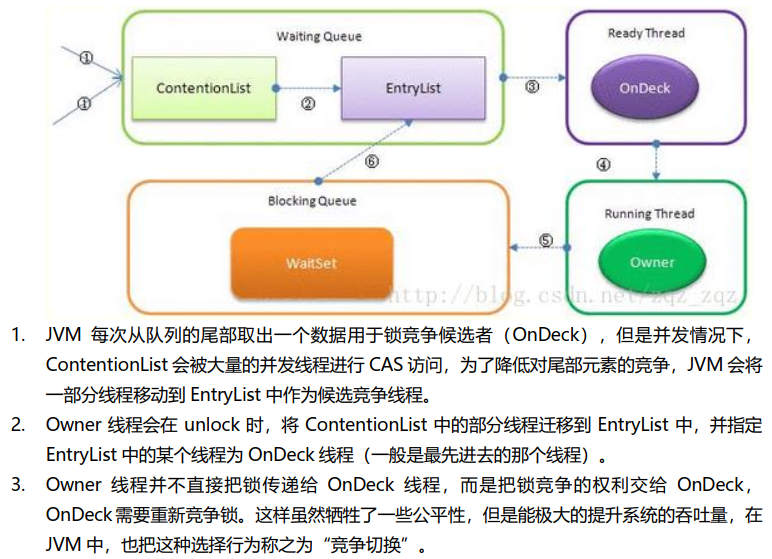 Waiting Queue
Ready Thread
①
①
ContentionList
②
EntryList
③
OnDeck
⑥
④
Blocking Queue
Running Thread
WaitSet
⑤
Owner
http://blog.csdn.net/zqz_zqz
1. JVM 每次从队列的尾部取出一个数据用于锁竞争候选者（OnDeck），但是并发情况下，
ContentionList 会被大量的并发线程进行 CAS 访问，为了降低对尾部元素的竞争，JVM 会将
一部分线程移动到 EntryList 中作为候选竞争线程。
2. Owner 线程会在 unlock 时，将 ContentionList 中的部分线程迁移到 EntryList 中，并指定
EntryList 中的某个线程为 OnDeck 线程（一般是最先进去的那个线程）。
3. Owner 线程并不直接把锁传递给 OnDeck 线程，而是把锁竞争的权利交给 OnDeck，
OnDeck 需要重新竞争锁。这样虽然牺牲了一些公平性，但是能极大的提升系统的吞吐量，在
JVM 中，也把这种选择行为称之为“竞争切换”。